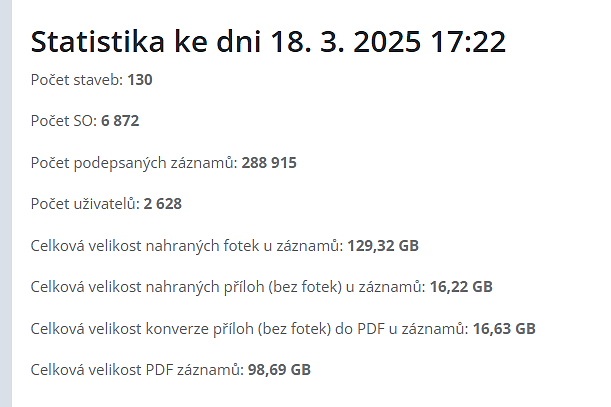 Statistika ke dni 18. 3. 2025 17:22
Počet staveb: 130
Počet SO: 6 872
Počet podepsaných záznamů: 288 915
Počet uživatelů: 2 628
Celková velikost nahraných fotek u záznamů: 129,32 GB
Celková velikost nahraných příloh (bez fotek) u záznamů: 16,22 GB
Celková velikost konverze příloh (bez fotek) do PDF u záznamů: 16,63 GB
Celková velikost PDF záznamů: 98,69 GB